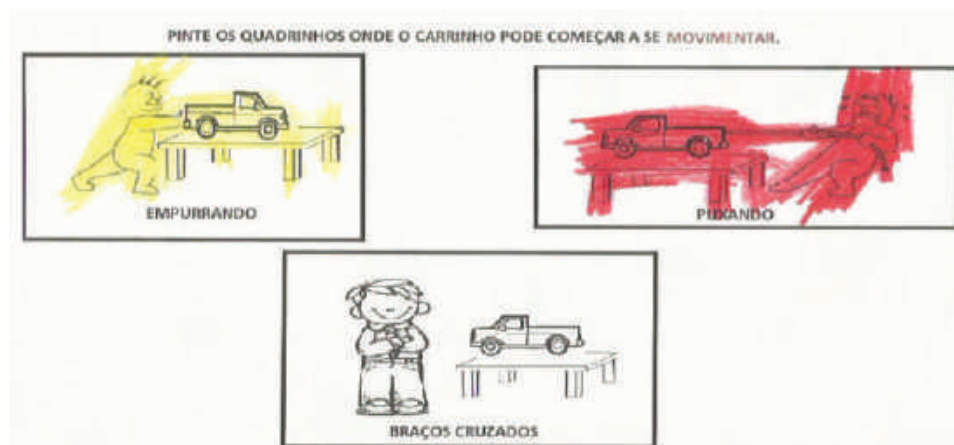 PINTE OS QUADRINHOS ONDE O CARRINHO PODE COMEÇAR A SE MOVIMENTAR.
EMPURRANDO
PUXANDO
BRAÇOS CRUZADOS